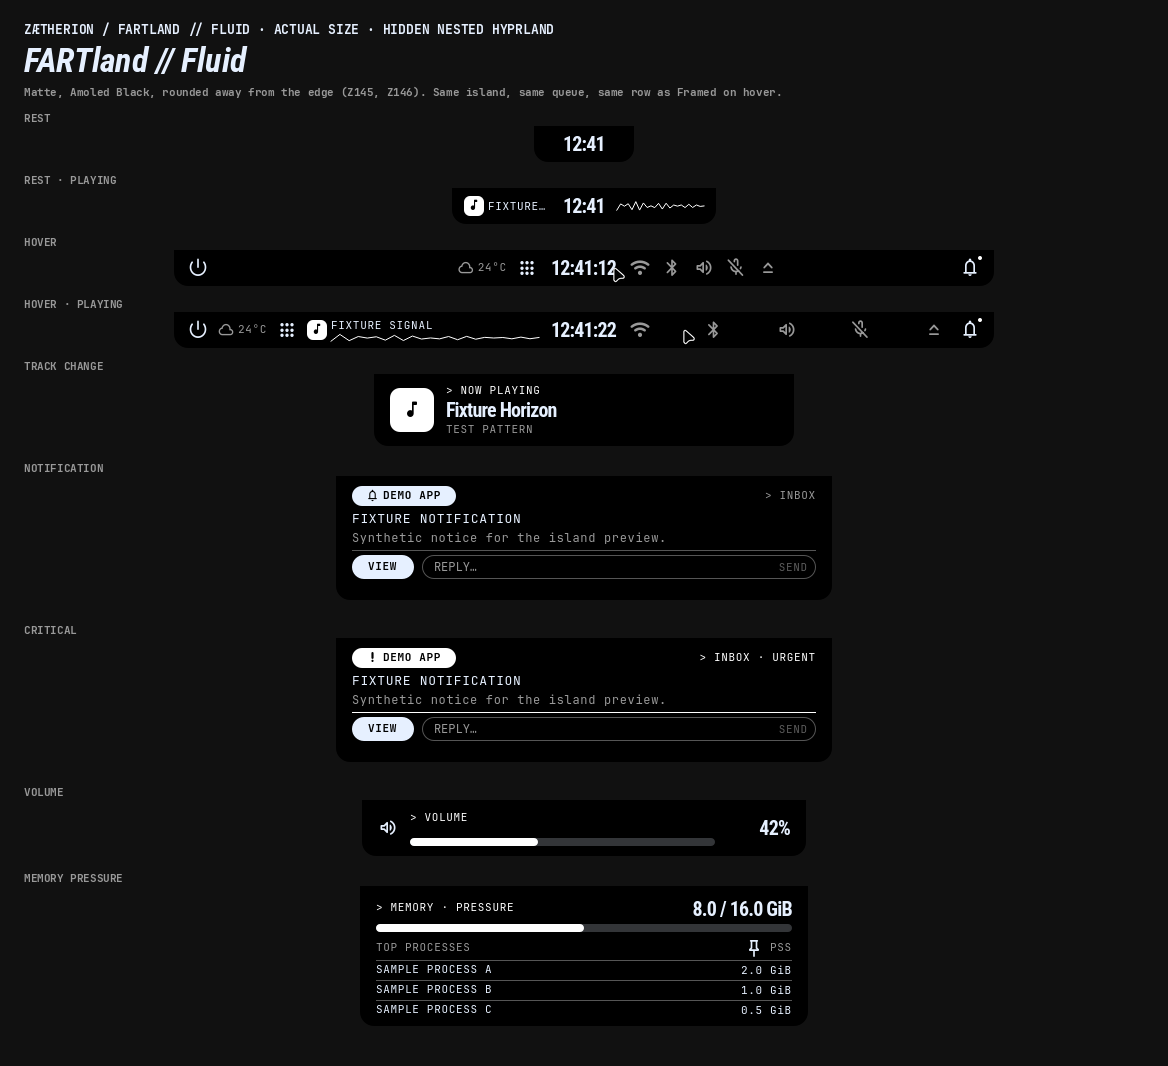 ZÆTHERION / FARTLAND // FLUID · ACTUAL SIZE · HIDDEN NESTED HYPRLAND
FARTland // Fluid
Matte, Amoled Black, rounded away from the edge (Z145, Z146). Same island, same queue, same row as Framed on hover.
REST
12:41
REST · PLAYING
FIXTURE… 12:41
HOVER
24°C 12:41:12
HOVER · PLAYING
24°C FIXTURE SIGNAL 12:41:22
TRACK CHANGE
> NOW PLAYING
Fixture Horizon
TEST PATTERN
NOTIFICATION
DEMO APP > INBOX
FIXTURE NOTIFICATION
Synthetic notice for the island preview.
VIEW REPLY… SEND
CRITICAL
DEMO APP > INBOX · URGENT
FIXTURE NOTIFICATION
Synthetic notice for the island preview.
VIEW REPLY… SEND
VOLUME
> VOLUME 42%
MEMORY PRESSURE
> MEMORY · PRESSURE 8.0 / 16.0 GiB
TOP PROCESSES PSS
SAMPLE PROCESS A 2.0 GiB
SAMPLE PROCESS B 1.0 GiB
SAMPLE PROCESS C 0.5 GiB